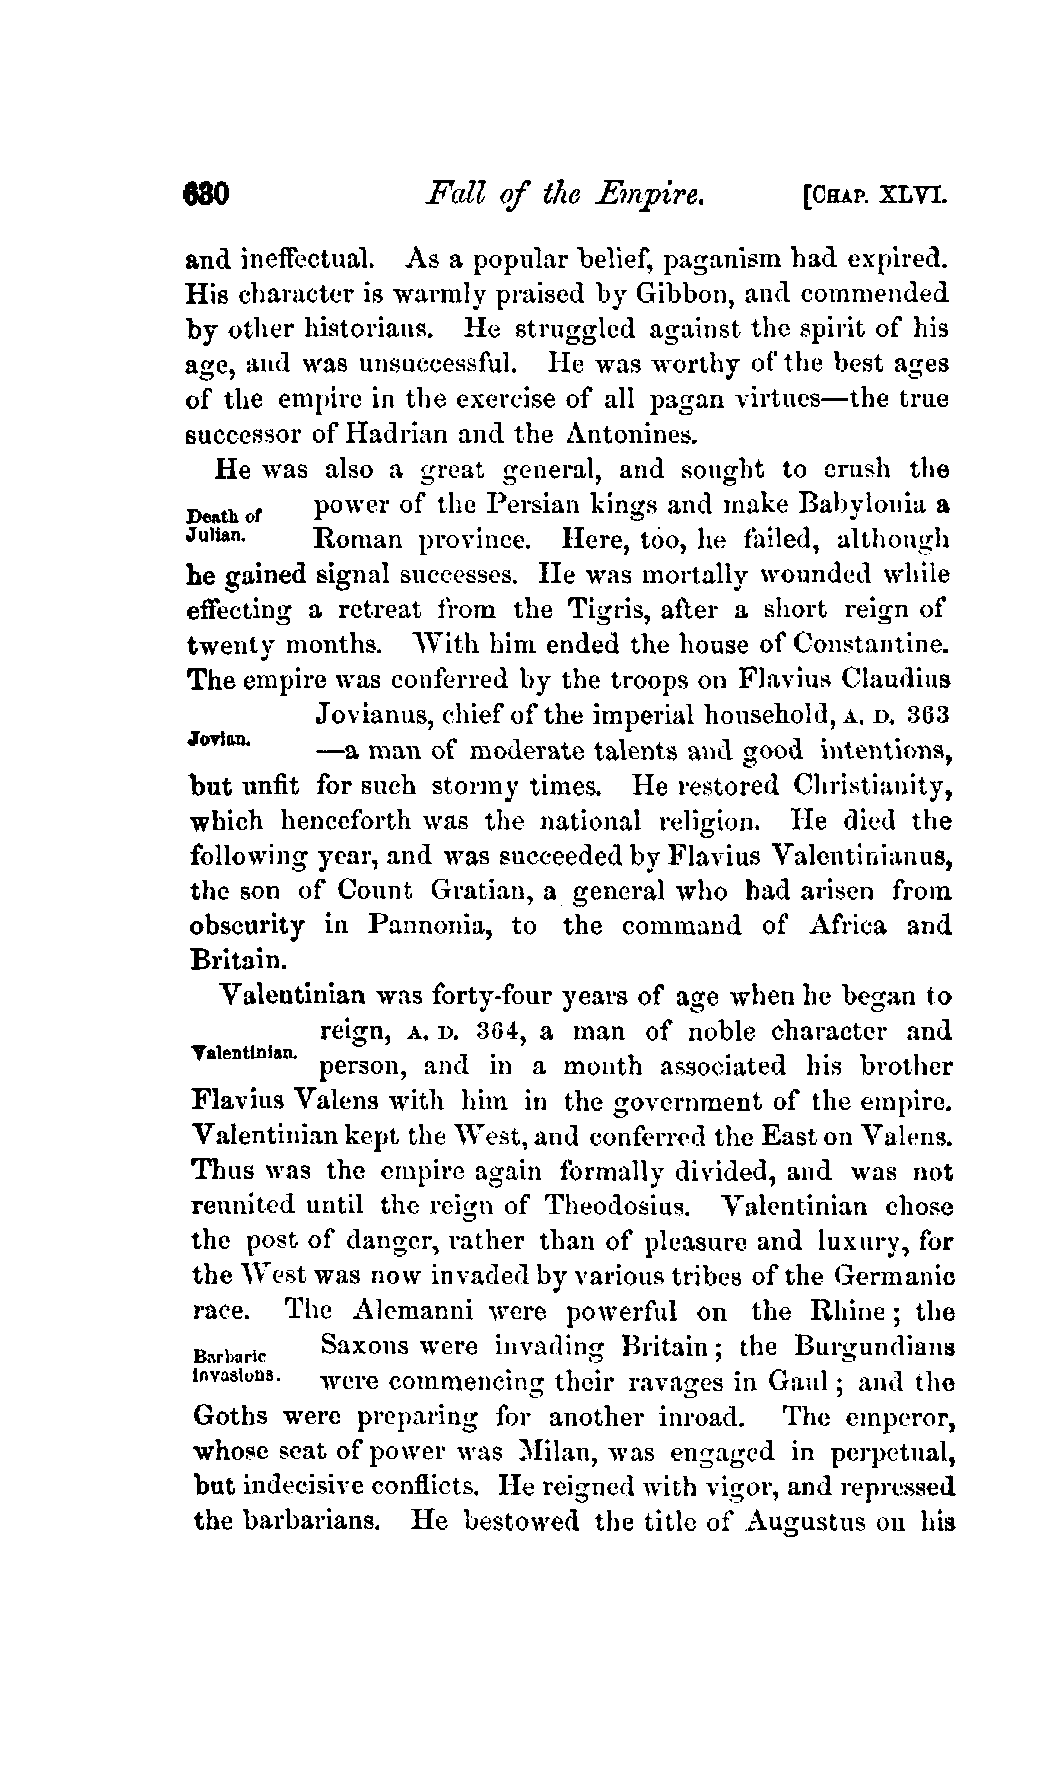 630 Fall of the Empire. [CHAP. XLVI.
and ineffectual. As a popular belief, paganism had expired.
His character is warmly praised by Gibbon, and commended
by other historians. He struggled against the spirit of his
age, and was unsuccessful. He was worthy of the best ages
of the empire in the exercise of all pagan virtues—the true
successor of Hadrian and the Antonines.
He was also a great general, and sought to crush the
Death of
Julian.
power of the Persian kings and make Babylonia a
Roman province. Here, too, he failed, although
he gained signal successes. He was mortally wounded while
effecting a retreat from the Tigris, after a short reign of
twenty months. With him ended the house of Constantine.
The empire was conferred by the troops on Flavius Claudius
Jovian.
Jovianus, chief of the imperial household, A. D. 363
—a man of moderate talents and good intentions,
but unfit for such stormy times. He restored Christianity,
which henceforth was the national religion. He died the
following year, and was succeeded by Flavius Valentinianus,
the son of Count Gratian, a general who had arisen from
obscurity in Pannonia, to the command of Africa and
Britain.
Valentinian was forty-four years of age when he began to
Valentinian.
reign, A. D. 364, a man of noble character and
person, and in a month associated his brother
Flavius Valens with him in the government of the empire.
Valentinian kept the West, and conferred the East on Valens.
Thus was the empire again formally divided, and was not
reunited until the reign of Theodosius. Valentinian chose
the post of danger, rather than of pleasure and luxury, for
the West was now invaded by various tribes of the Germanic
race. The Alemanni were powerful on the Rhine; the
Barbaric
invasions.
Saxons were invading Britain; the Burgundians
were commencing their ravages in Gaul; and the
Goths were preparing for another inroad. The emperor,
whose seat of power was Milan, was engaged in perpetual,
but indecisive conflicts. He reigned with vigor, and repressed
the barbarians. He bestowed the title of Augustus on his